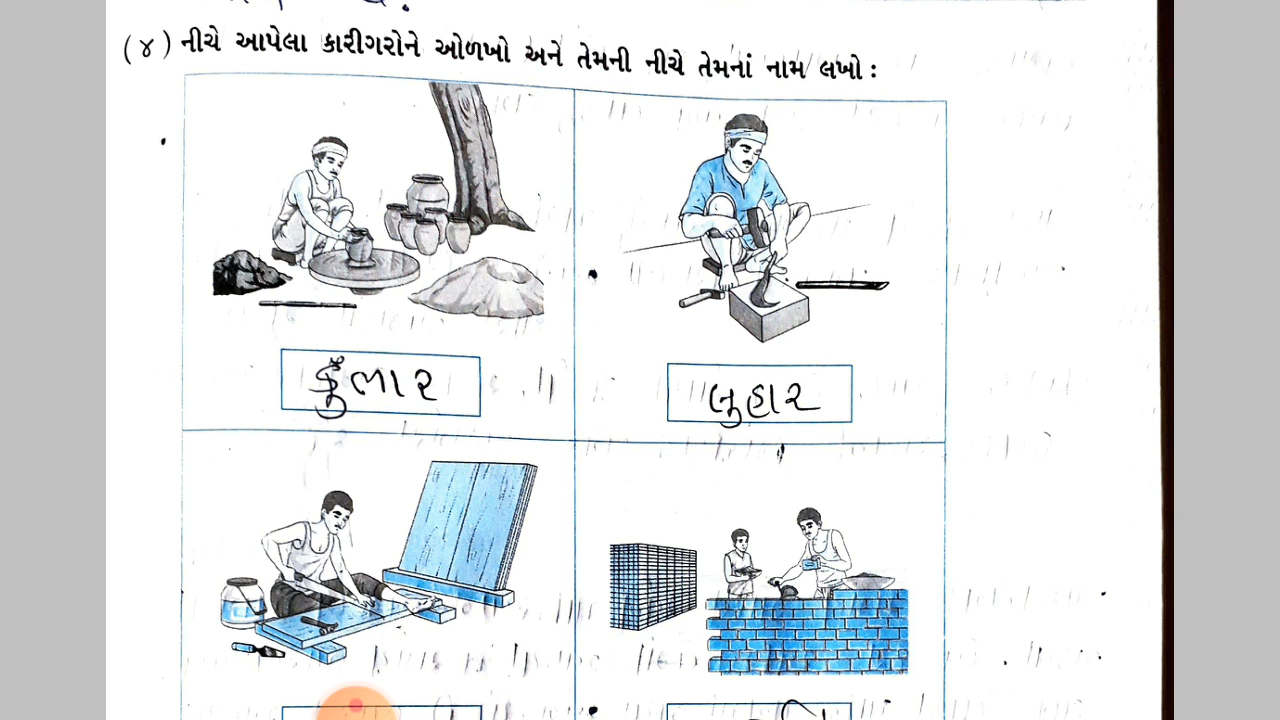 (૪) નીચે આપેલા કારીગરોને ઓળખો અને તેમની નીચે તેમનાં નામ લખો :
કુંભાર
લુહાર